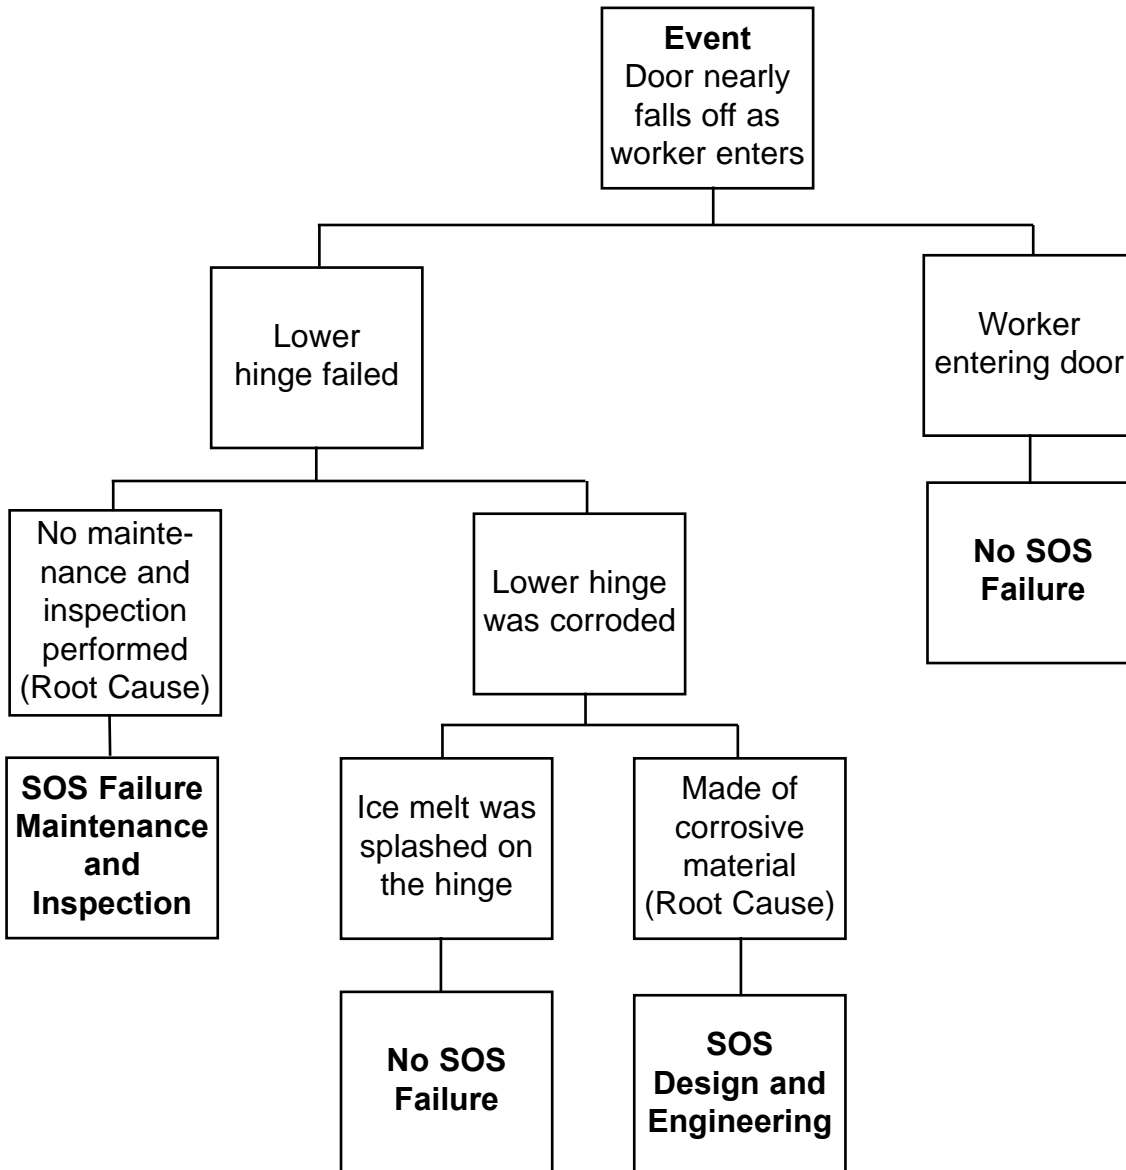 Event
Door nearly
falls off as
worker enters
Lower
hinge failed
Worker
entering door
No mainte-
nance and
inspection
performed
(Root Cause)
Lower hinge
was corroded
No SOS
Failure
SOS Failure
Maintenance
and
Inspection
Ice melt was
splashed on
the hinge
Made of
corrosive
material
(Root Cause)
No SOS
Failure
SOS
Design and
Engineering